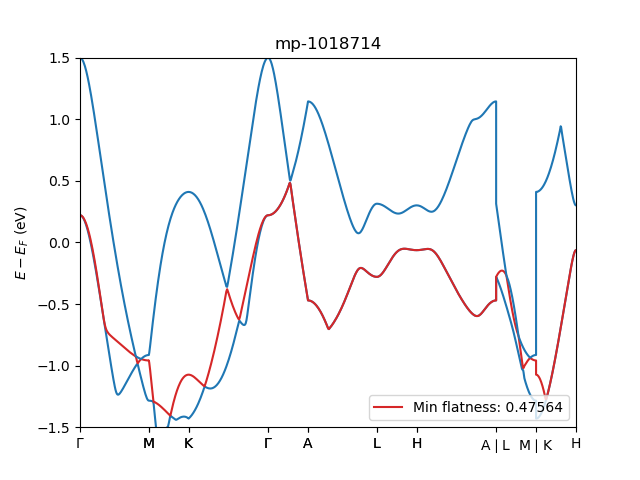 mp-1018714
E − E_F (eV)
1.5
1.0
0.5
0.0
−0.5
−1.0
−1.5
Min flatness: 0.47564
Γ M K Γ A L H A | L M | K H